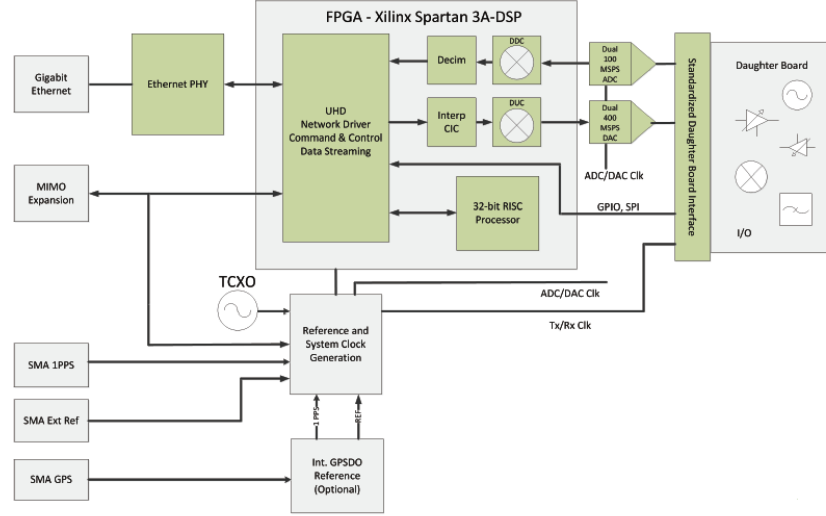 FPGA - Xilinx Spartan 3A-DSP
Gigabit
Ethernet
Ethernet PHY
UHD
Network Driver
Command & Control
Data Streaming
Decim
DDC
Dual
100
MSPS
ADC
Interp
CIC
DUC
Dual
400
MSPS
DAC
ADC/DAC Clk
Standardized Daughter Board Interface
Daughter Board
I/O
MIMO
Expansion
32-bit RISC
Processor
GPIO, SPI
TCXO
ADC/DAC Clk
Tx/Rx Clk
Reference and
System Clock
Generation
SMA 1PPS
SMA Ext Ref
1 PPS
REF
SMA GPS
Int. GPSDO
Reference
(Optional)